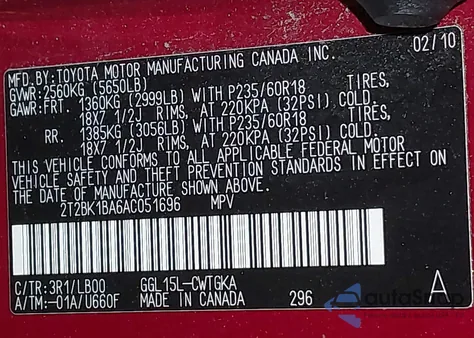 MFD.BY:TOYOTA MOTOR MANUFACTURING CANADA INC. 02/10
GVWR:2560KG (5650LB)
GAWR:FRT. 1360KG (2999LB) WITH P235/60R18 TIRES,
18X7 1/2J RIMS, AT 220KPA (32PSI) COLD.
RR. 1385KG (3056LB) WITH P235/60R18 TIRES,
18X7 1/2J RIMS, AT 220KPA (32PSI) COLD.
THIS VEHICLE CONFORMS TO ALL APPLICABLE FEDERAL MOTOR
VEHICLE SAFETY AND THEFT PREVENTION STANDARDS IN EFFECT ON
THE DATE OF MANUFACTURE SHOWN ABOVE.
2T2BK1BA6AC051696 MPV
C/TR:3R1/LB00 GGL15L-CWTGKA
A/TM:-01A/U660F MADE IN CANADA 296 A